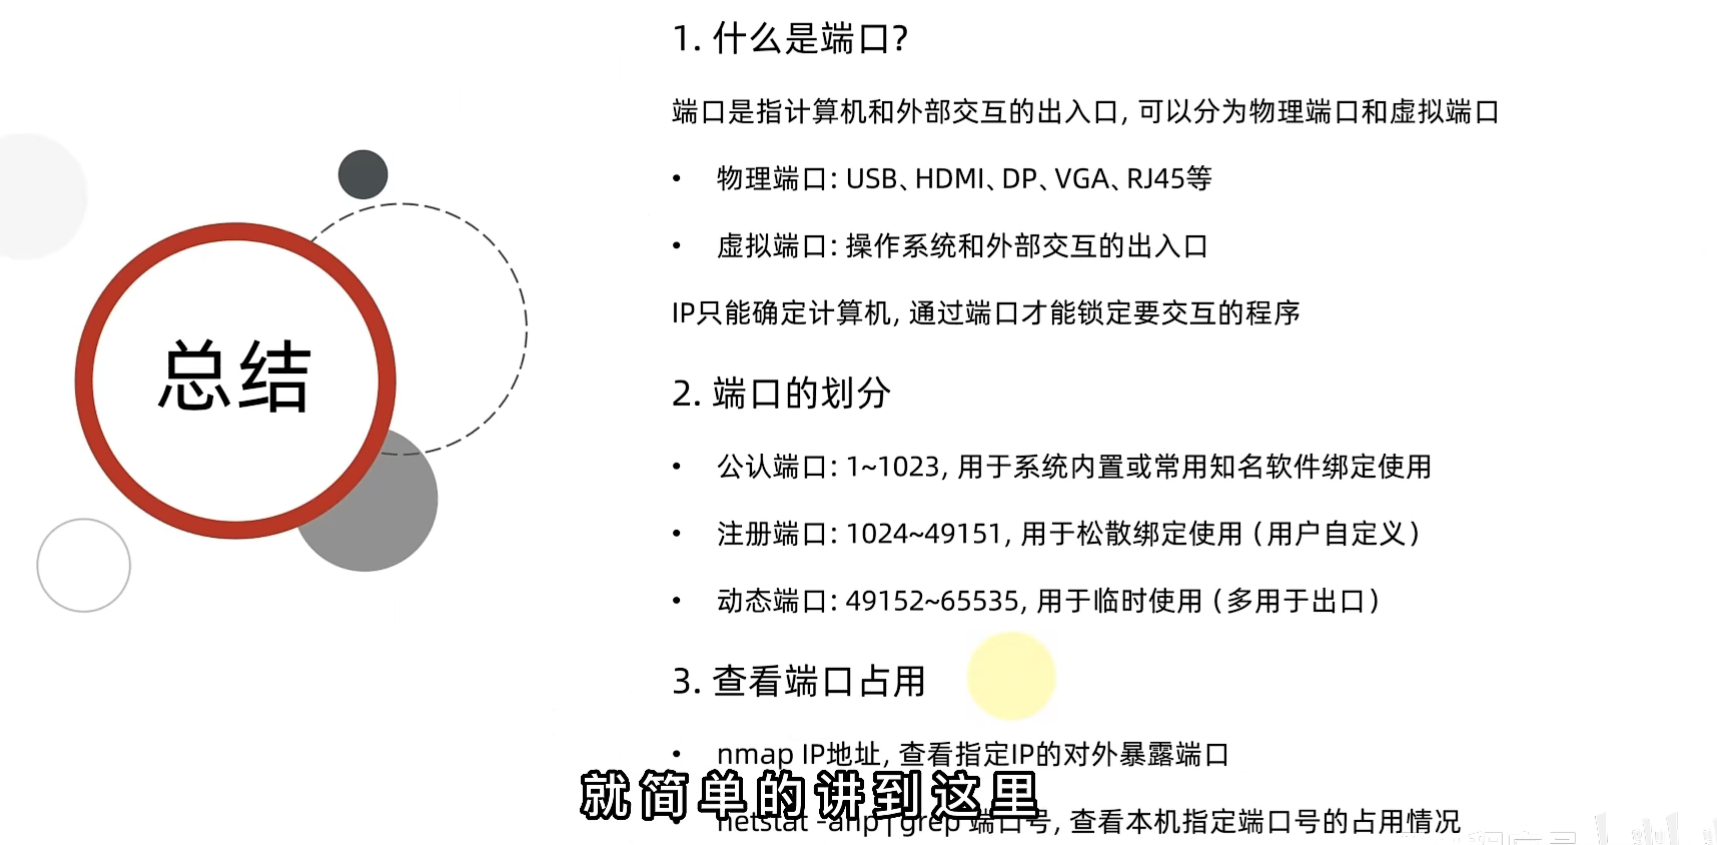 总结
1. 什么是端口?
端口是指计算机和外部交互的出入口, 可以分为物理端口和虚拟端口
• 物理端口: USB、HDMI、DP、VGA、RJ45等
• 虚拟端口: 操作系统和外部交互的出入口
IP只能确定计算机, 通过端口才能锁定要交互的程序
2. 端口的划分
• 公认端口: 1~1023, 用于系统内置或常用知名软件绑定使用
• 注册端口: 1024~49151, 用于松散绑定使用 (用户自定义)
• 动态端口: 49152~65535, 用于临时使用 (多用于出口)
3. 查看端口占用
• nmap IP地址, 查看指定IP的对外暴露端口
就简单的讲到这里
• netstat -anp | grep 端口号, 查看本机指定端口号的占用情况